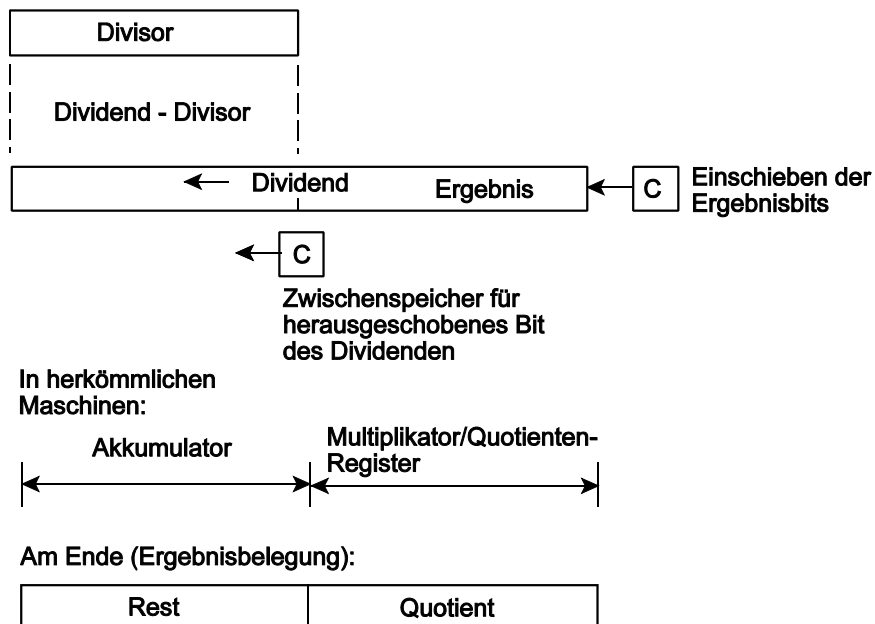 Divisor
Dividend - Divisor
Dividend
Ergebnis
C
Einschieben der
Ergebnisbits
C
Zwischenspeicher für
herausgeschobenes Bit
des Dividenden
In herkömmlichen
Maschinen:
Akkumulator
Multiplikator/Quotienten-
Register
Am Ende (Ergebnisbelegung):
Rest
Quotient